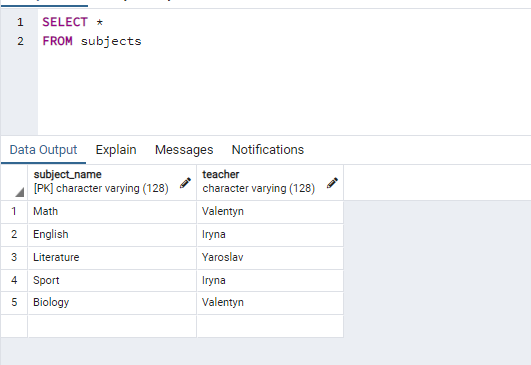 1 SELECT *
2 FROM subjects
Data Output Explain Messages Notifications
subject_name teacher
[PK] character varying (128) character varying (128)
1 Math Valentyn
2 English Iryna
3 Literature Yaroslav
4 Sport Iryna
5 Biology Valentyn